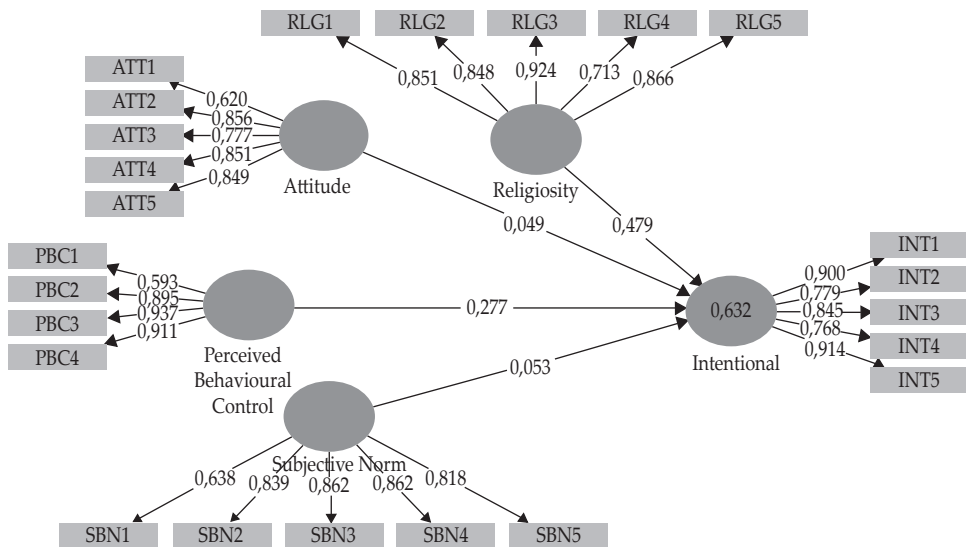 RLG1 RLG2 RLG3 RLG4 RLG5
0,851 0,848 0,924 0,713 0,866
ATT1
ATT2
ATT3
ATT4
ATT5
0,620
0,856
0,777
0,851
0,849
Attitude
Religiosity
0,049
0,479
PBC1
PBC2
PBC3
PBC4
0,593
0,895
0,937
0,911
Perceived
Behavioural
Control
0,277
0,053
0,632
Intentional
0,900
0,779
0,845
0,768
0,914
INT1
INT2
INT3
INT4
INT5
Subjective Norm
0,638 0,839 0,862 0,862 0,818
SBN1 SBN2 SBN3 SBN4 SBN5